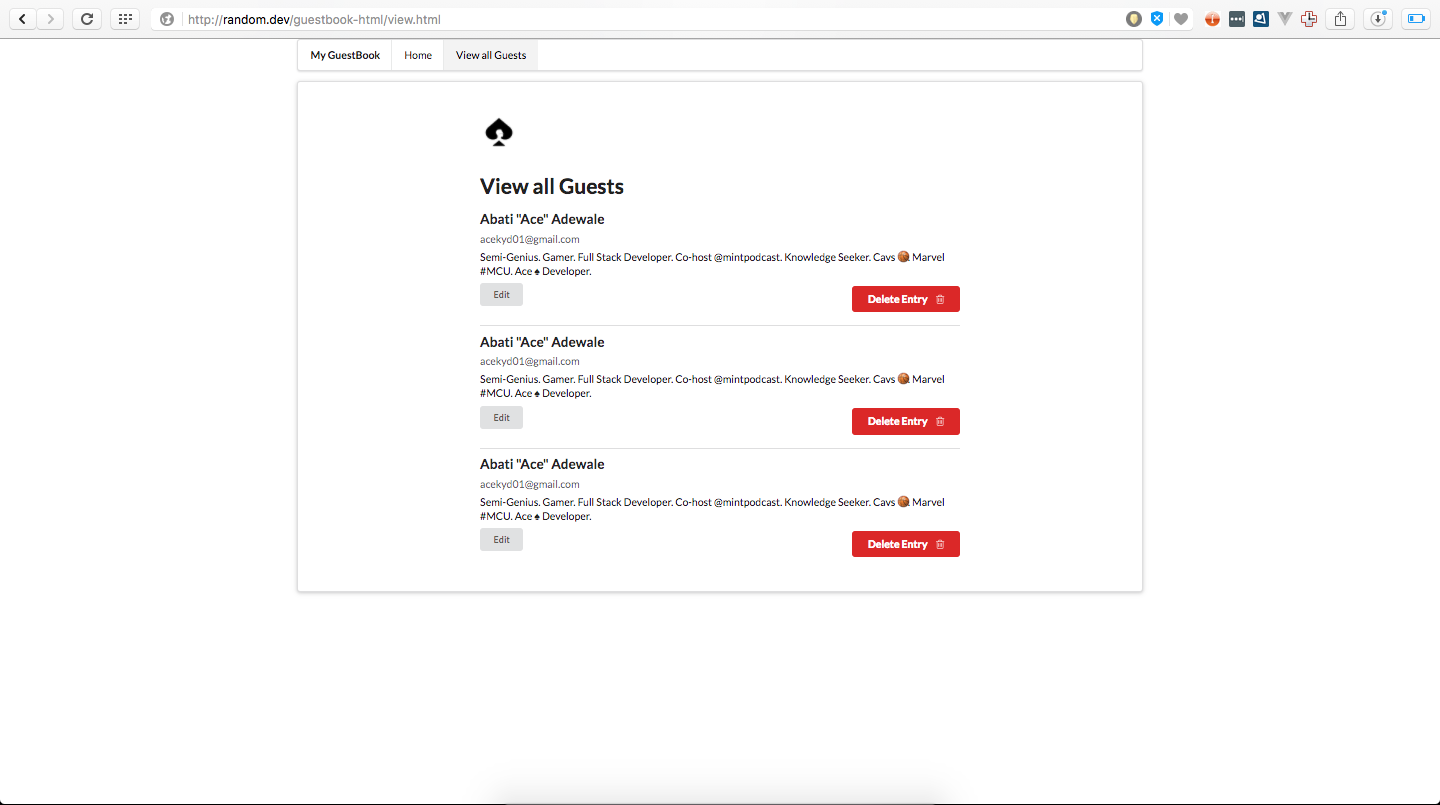 http://random.dev/guestbook-html/view.html
My GuestBook Home View all Guests
View all Guests
Abati "Ace" Adewale
acekyd01@gmail.com
Semi-Genius. Gamer. Full Stack Developer. Co-host @mintpodcast. Knowledge Seeker. Cavs 🏀 Marvel
#MCU. Ace ♠ Developer.
Edit Delete Entry
Abati "Ace" Adewale
acekyd01@gmail.com
Semi-Genius. Gamer. Full Stack Developer. Co-host @mintpodcast. Knowledge Seeker. Cavs 🏀 Marvel
#MCU. Ace ♠ Developer.
Edit Delete Entry
Abati "Ace" Adewale
acekyd01@gmail.com
Semi-Genius. Gamer. Full Stack Developer. Co-host @mintpodcast. Knowledge Seeker. Cavs 🏀 Marvel
#MCU. Ace ♠ Developer.
Edit Delete Entry